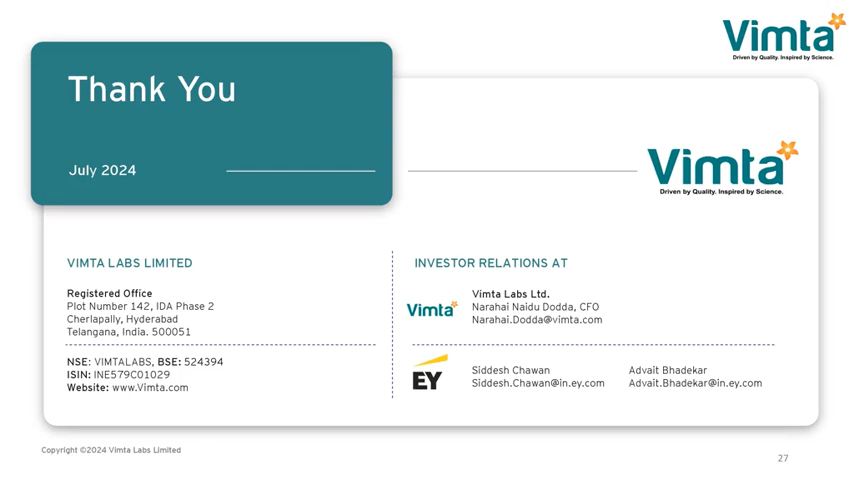 Vimta
Driven by Quality. Inspired by Science.
Thank You
July 2024
Vimta
Driven by Quality. Inspired by Science.
VIMTA LABS LIMITED
Registered Office
Plot Number 142, IDA Phase 2
Cherlapally, Hyderabad
Telangana, India. 500051
NSE: VIMTALABS, BSE: 524394
ISIN: INE579C01029
Website: www.Vimta.com
INVESTOR RELATIONS AT
Vimta
Vimta Labs Ltd.
Narahai Naidu Dodda, CFO
Narahai.Dodda@vimta.com
EY
Siddesh Chawan
Siddesh.Chawan@in.ey.com
Advait Bhadekar
Advait.Bhadekar@in.ey.com
Copyright ©2024 Vimta Labs Limited
27